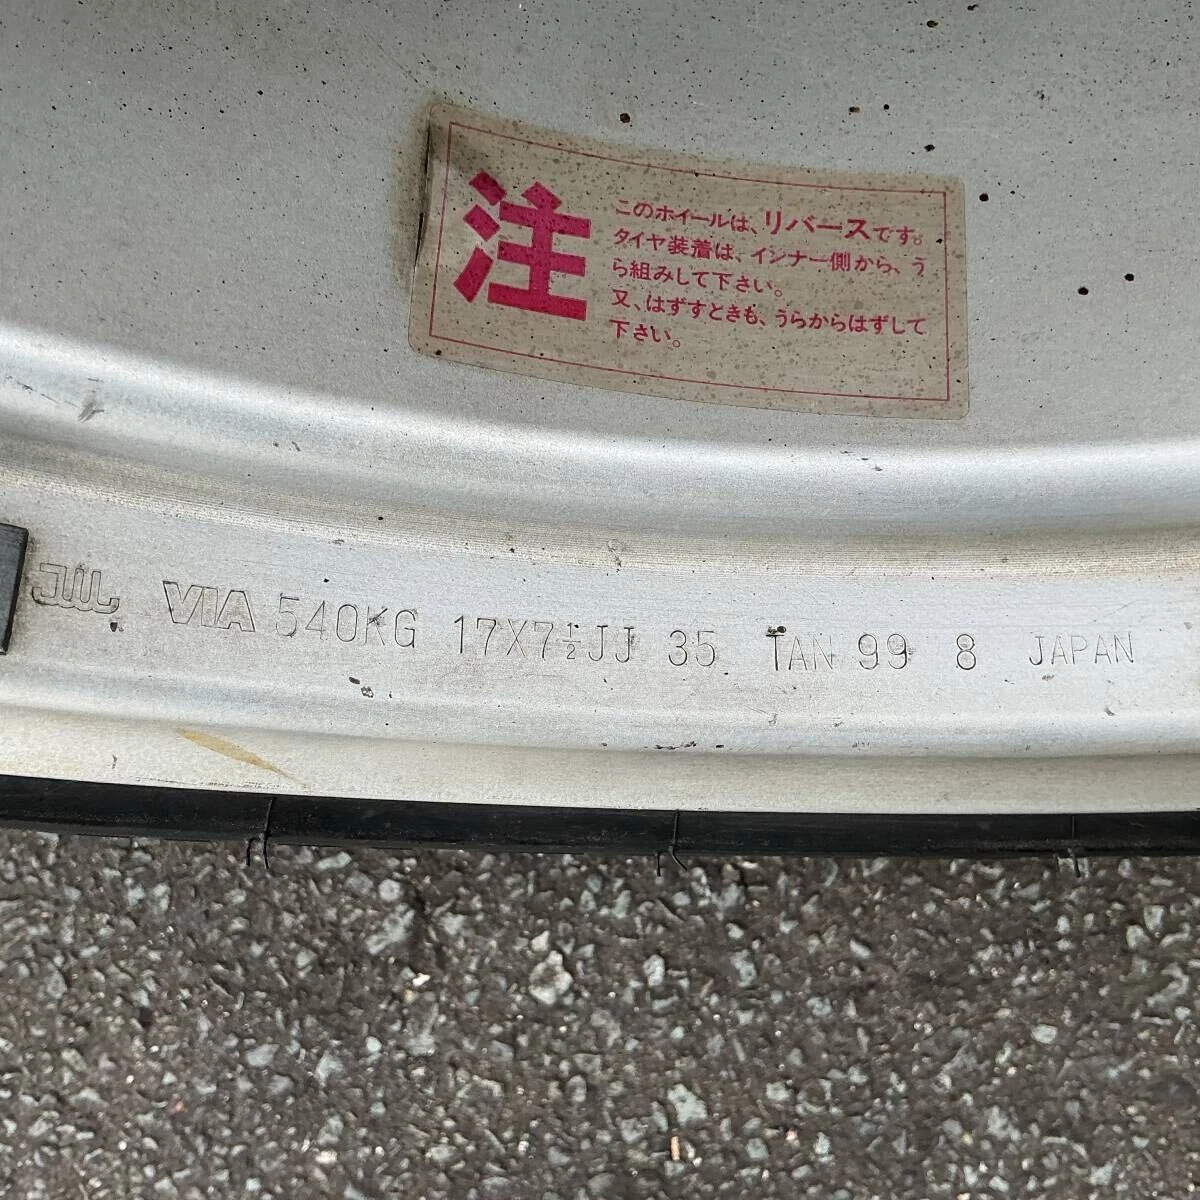 注
このホイールは、リバースです。
タイヤ装着は、インナー側から、う
ら組みして下さい。
又、はずすときも、うらからはずして
下さい。
JWL VIA 540KG 17X7½JJ 35 TAN 99 8 JAPAN